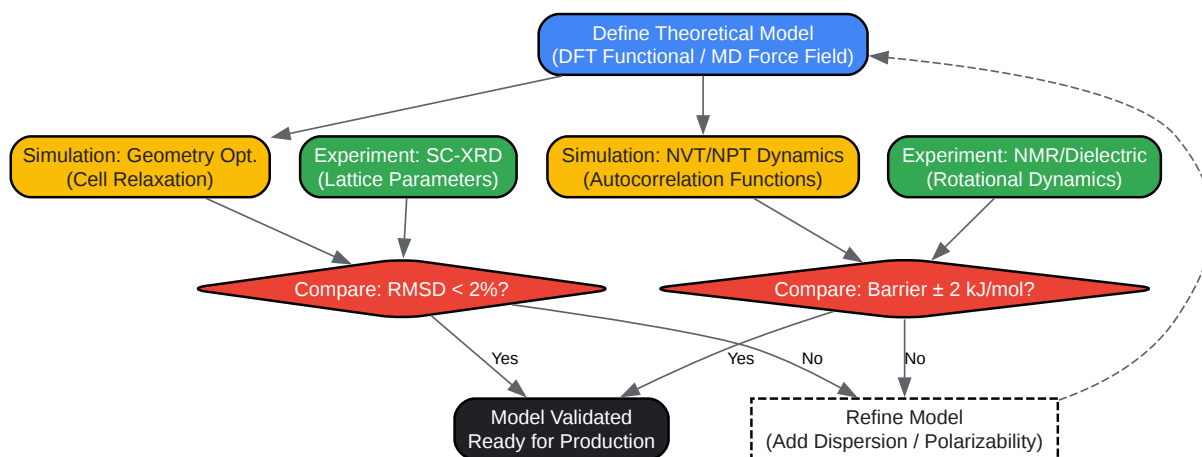 Define Theoretical Model
(DFT Functional / MD Force Field)
Simulation: Geometry Opt.
(Cell Relaxation)
Experiment: SC-XRD
(Lattice Parameters)
Simulation: NVT/NPT Dynamics
(Autocorrelation Functions)
Experiment: NMR/Dielectric
(Rotational Dynamics)
Compare: RMSD < 2%?
Compare: Barrier ± 2 kJ/mol?
Yes
No
Yes
No
Model Validated
Ready for Production
Refine Model
(Add Dispersion / Polarizability)